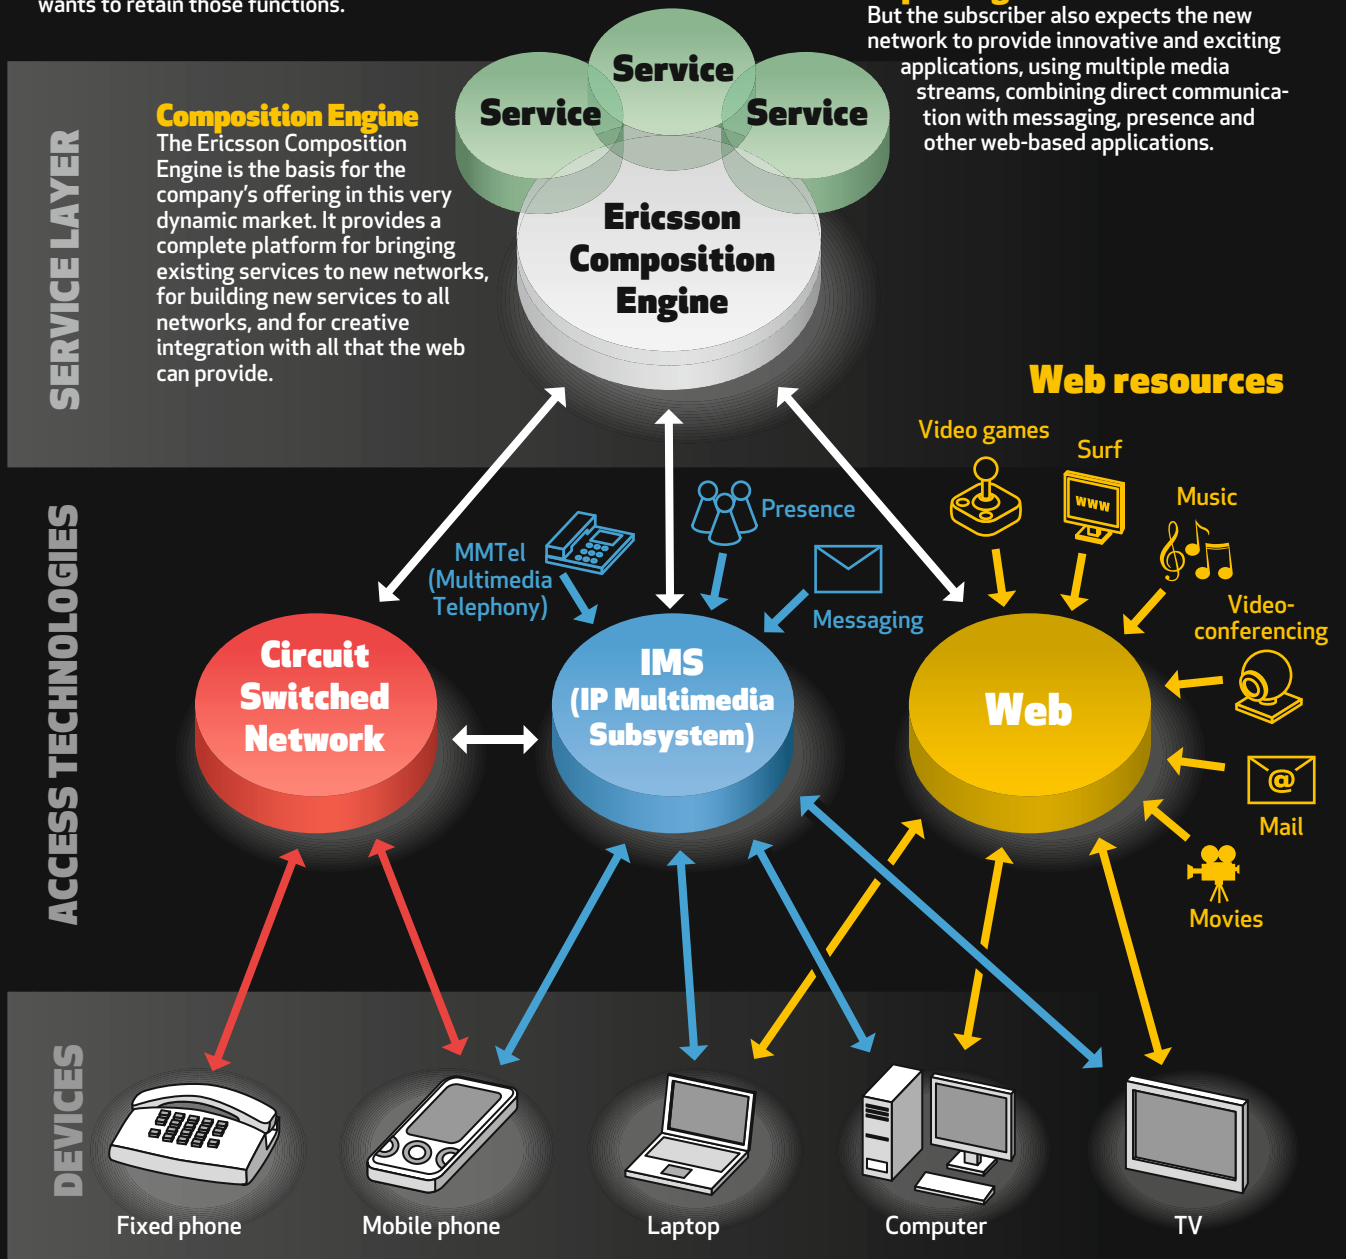 wants to retain those functions.
But the subscriber also expects the new
network to provide innovative and exciting
applications, using multiple media
streams, combining direct communica-
tion with messaging, presence and
other web-based applications.
Service
Service
Service
SERVICE LAYER
Composition Engine
The Ericsson Composition
Engine is the basis for the
company's offering in this very
dynamic market. It provides a
complete platform for bringing
existing services to new networks,
for building new services to all
networks, and for creative
integration with all that the web
can provide.
Ericsson
Composition
Engine
Web resources
ACCESS TECHNOLOGIES
Video games
Surf
www
Music
Presence
MMTel
(Multimedia
Telephony)
Messaging
Video-
conferencing
Circuit
Switched
Network
IMS
(IP Multimedia
Subsystem)
Web
@
Mail
Movies
DEVICES
Fixed phone
Mobile phone
Laptop
Computer
TV